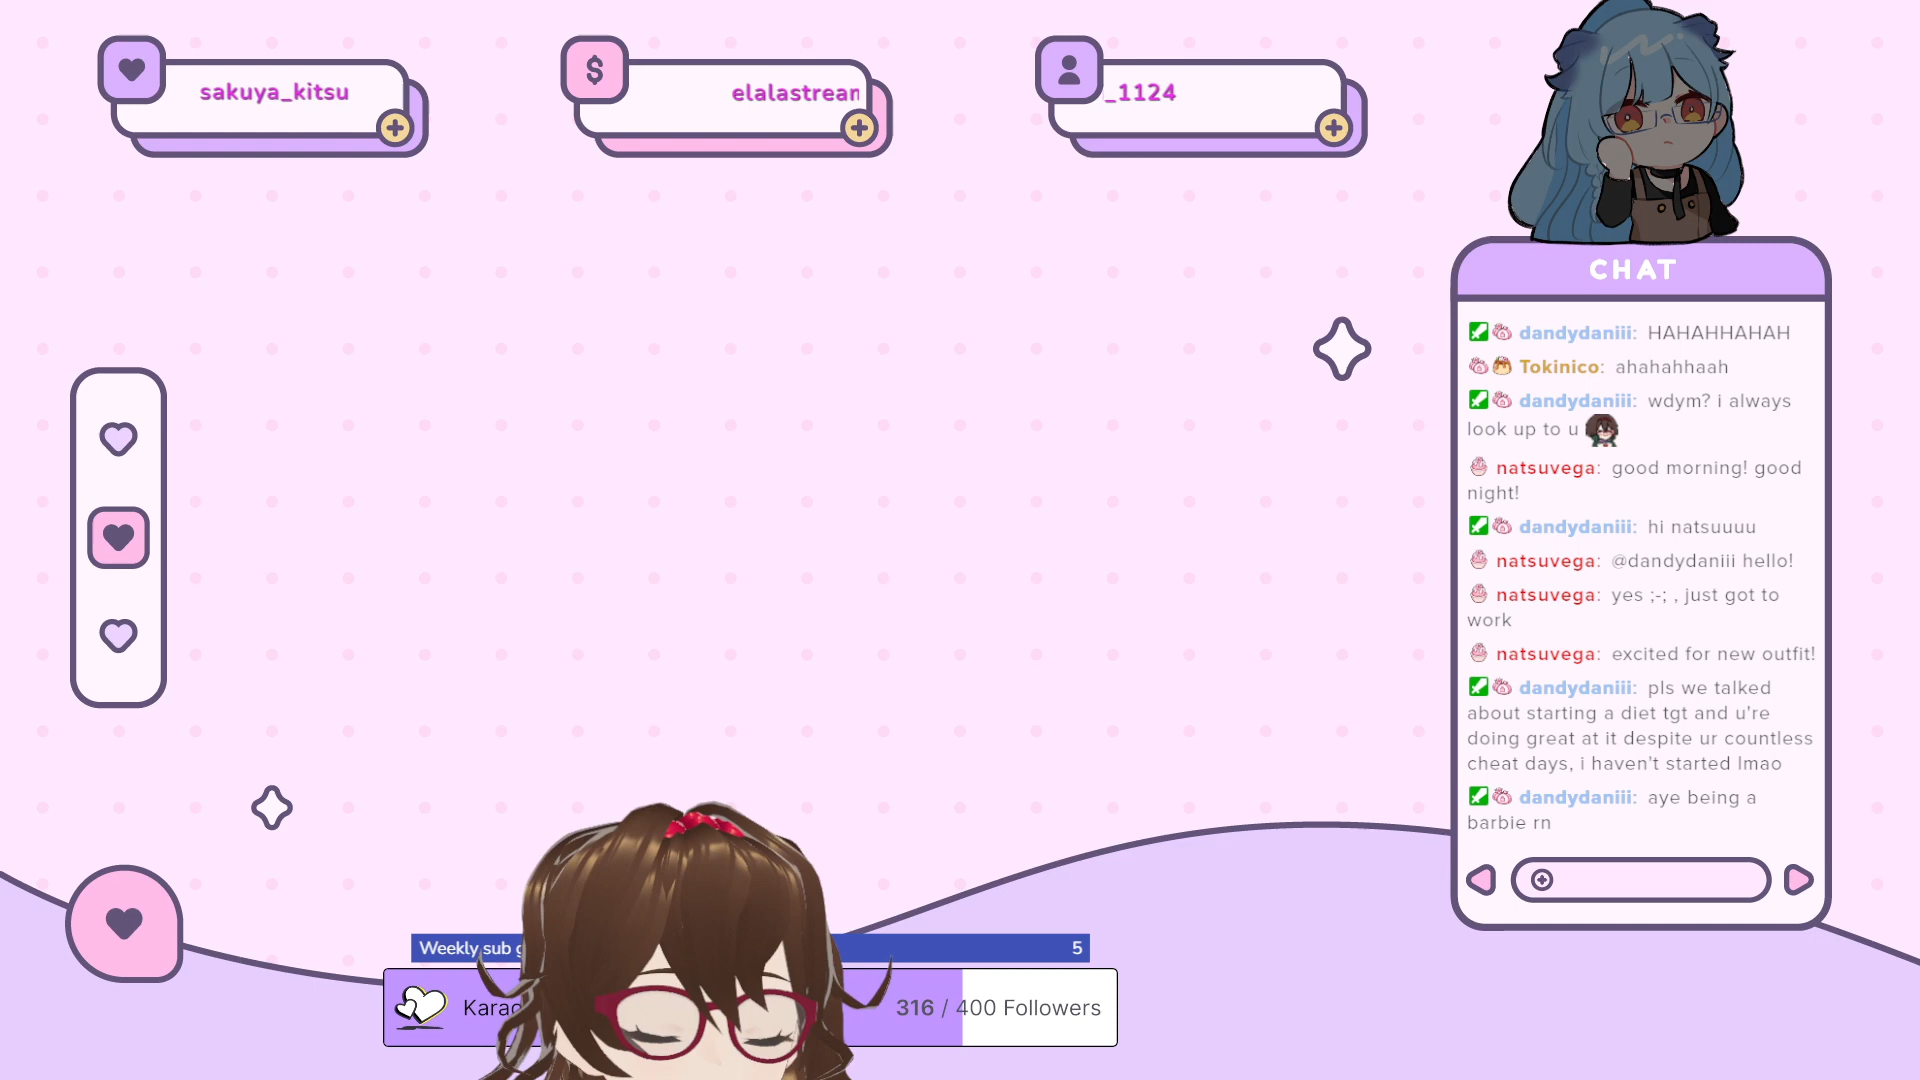 sakuya_kitsu
elalastrean
_1124
CHAT
dandydaniii: HAHAHHAHAH
Tokinico: ahahahhaah
dandydaniii: wdym? i always
look up to u
natsuvega: good morning! good
night!
dandydaniii: hi natsuuuu
natsuvega: @dandydaniii hello!
natsuvega: yes ;-; , just got to
work
natsuvega: excited for new outfit!
dandydaniii: pls we talked
about starting a diet tgt and u're
doing great at it despite ur countless
cheat days, i haven't started lmao
dandydaniii: aye being a
barbie rn
Weekly sub g 5
Karao 316 / 400 Followers